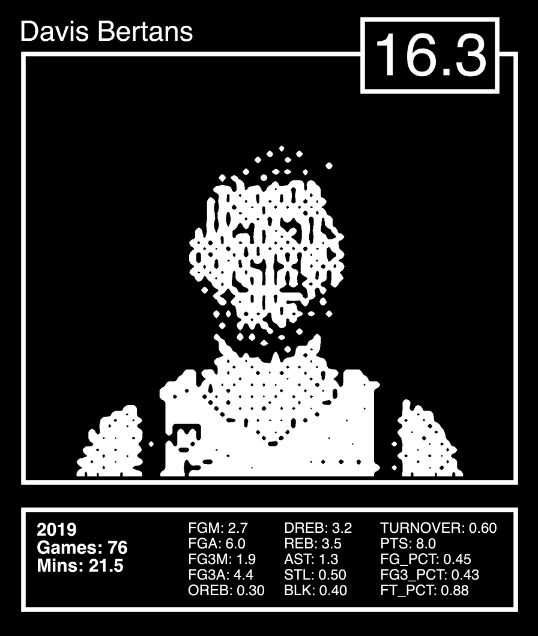 Davis Bertans
16.3
2019
Games: 76
Mins: 21.5
FGM: 2.7
FGA: 6.0
FG3M: 1.9
FG3A: 4.4
OREB: 0.30
DREB: 3.2
REB: 3.5
AST: 1.3
STL: 0.50
BLK: 0.40
TURNOVER: 0.60
PTS: 8.0
FG_PCT: 0.45
FG3_PCT: 0.43
FT_PCT: 0.88